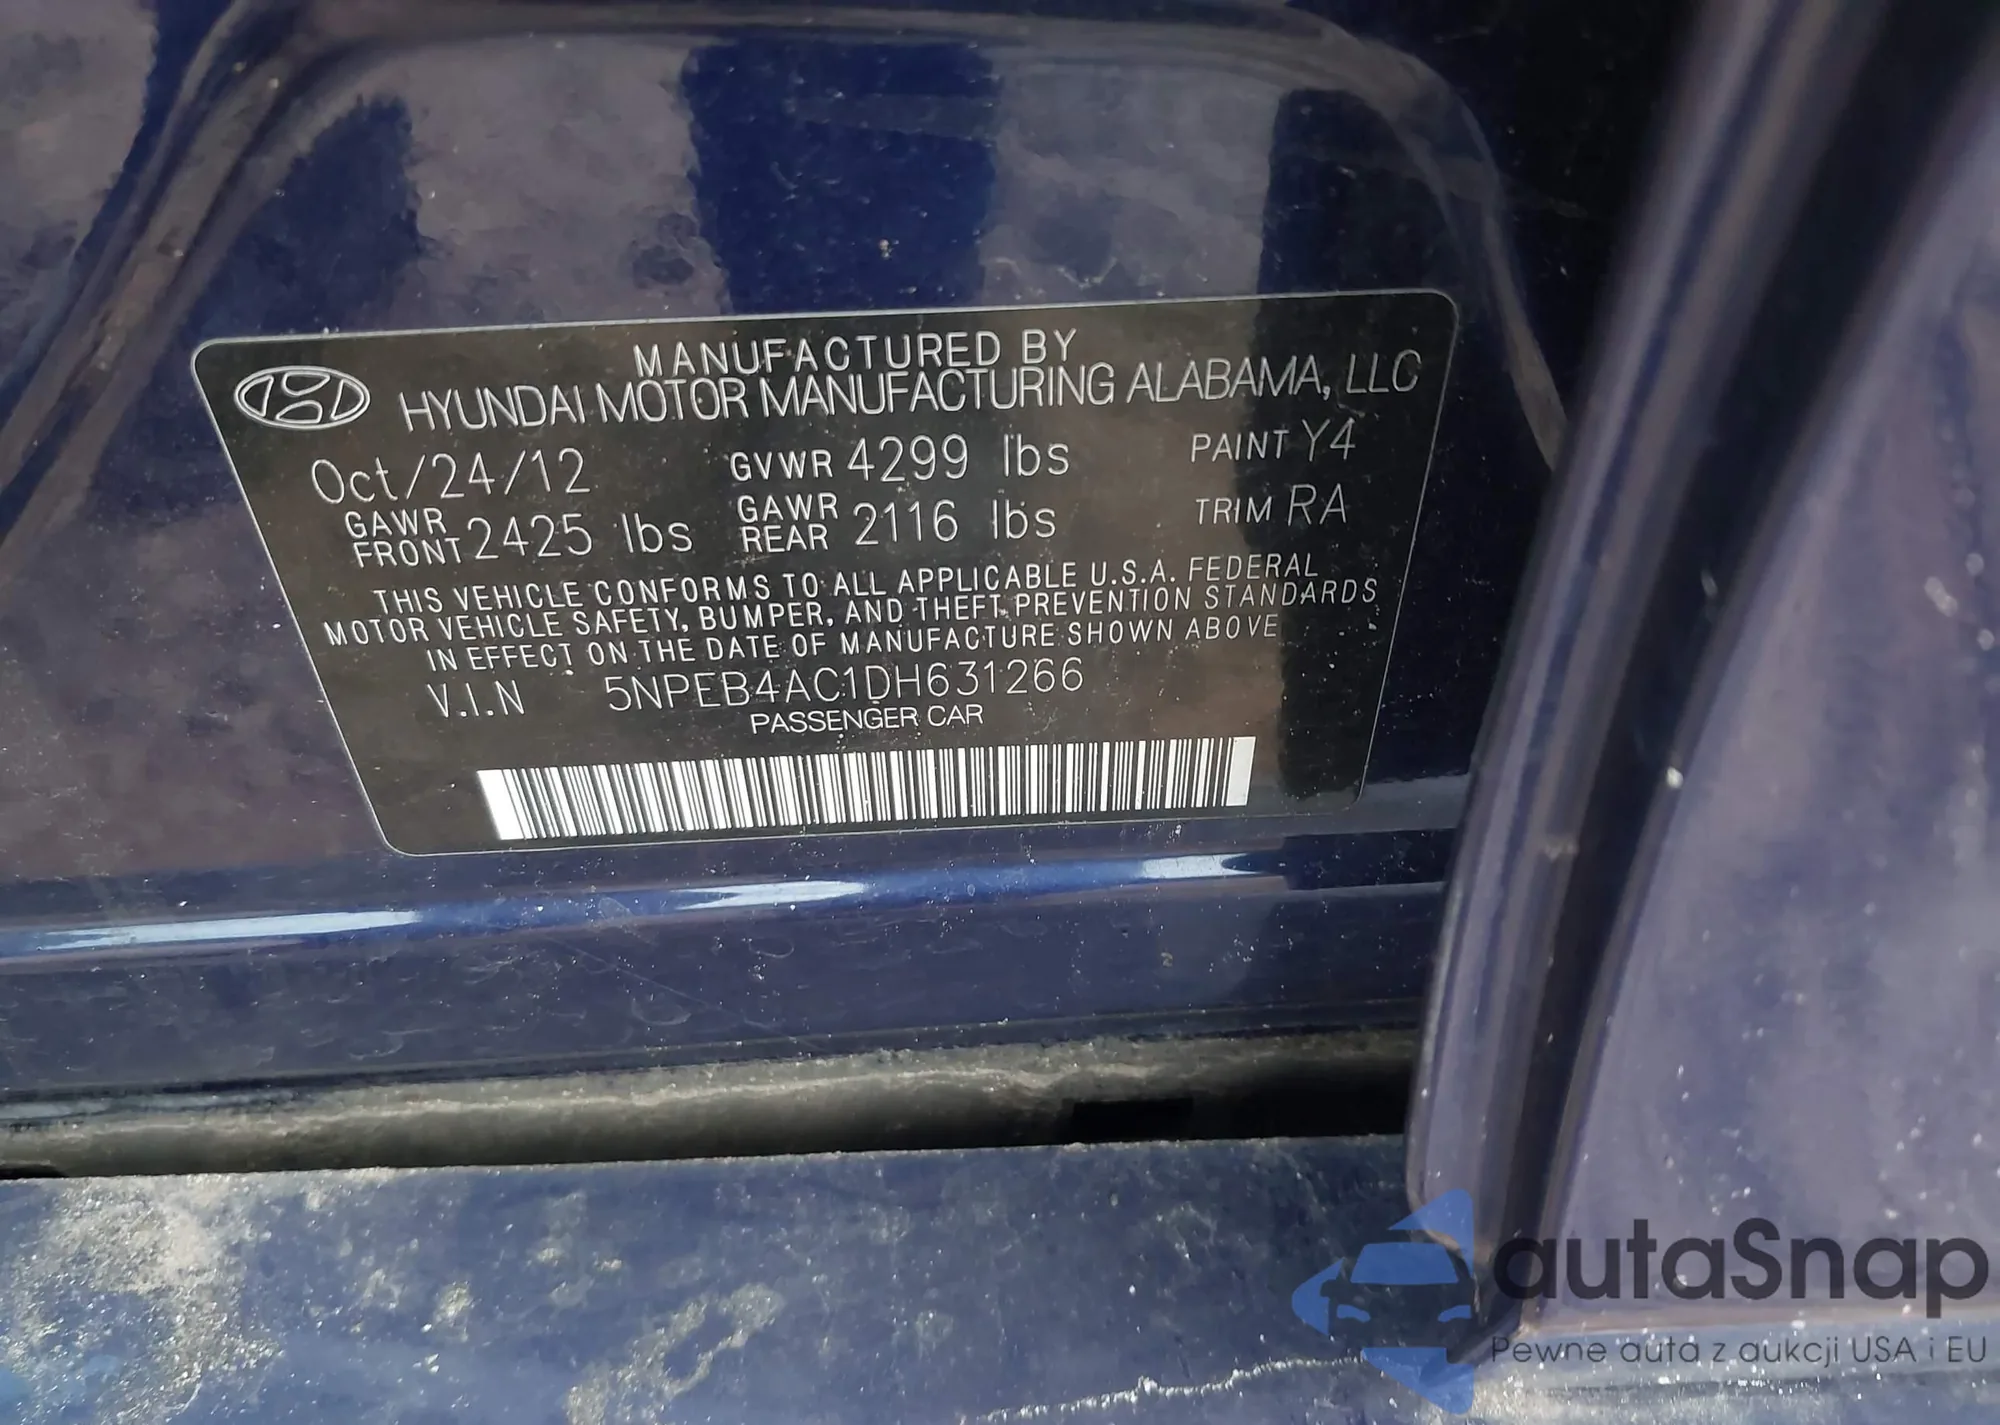 MANUFACTURED BY
HYUNDAI MOTOR MANUFACTURING ALABAMA, LLC
Oct/24/12 GVWR 4299 lbs PAINT Y4
GAWR FRONT 2425 lbs GAWR REAR 2116 lbs TRIM RA
THIS VEHICLE CONFORMS TO ALL APPLICABLE U.S.A. FEDERAL
MOTOR VEHICLE SAFETY, BUMPER, AND THEFT PREVENTION STANDARDS
IN EFFECT ON THE DATE OF MANUFACTURE SHOWN ABOVE
V.I.N 5NPEB4AC1DH631266
PASSENGER CAR
autaSnap
Pewne auta z aukcji USA i EU